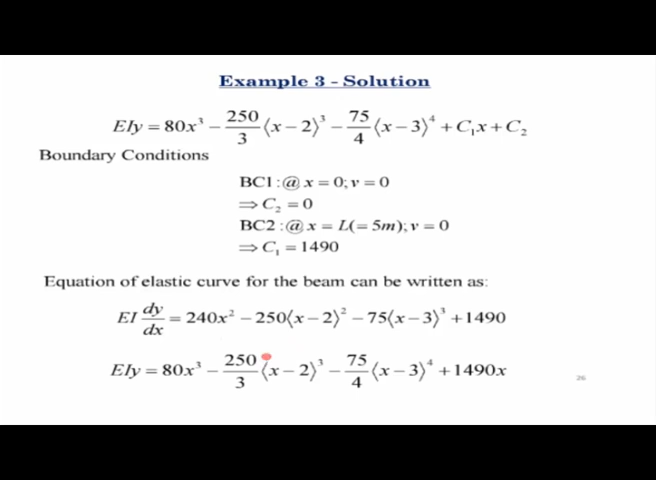 Example 3 - Solution
EIy = 80x³ − 250/3 ⟨x − 2⟩³ − 75/4 ⟨x − 3⟩⁴ + C₁x + C₂
Boundary Conditions
BC1 : @ x = 0; v = 0
⇒ C₂ = 0
BC2 : @ x = L(= 5m); v = 0
⇒ C₁ = 1490
Equation of elastic curve for the beam can be written as:
EI dy/dx = 240x² − 250⟨x − 2⟩² − 75⟨x − 3⟩³ + 1490
EIy = 80x³ − 250/3 ⟨x − 2⟩³ − 75/4 ⟨x − 3⟩⁴ + 1490x
26